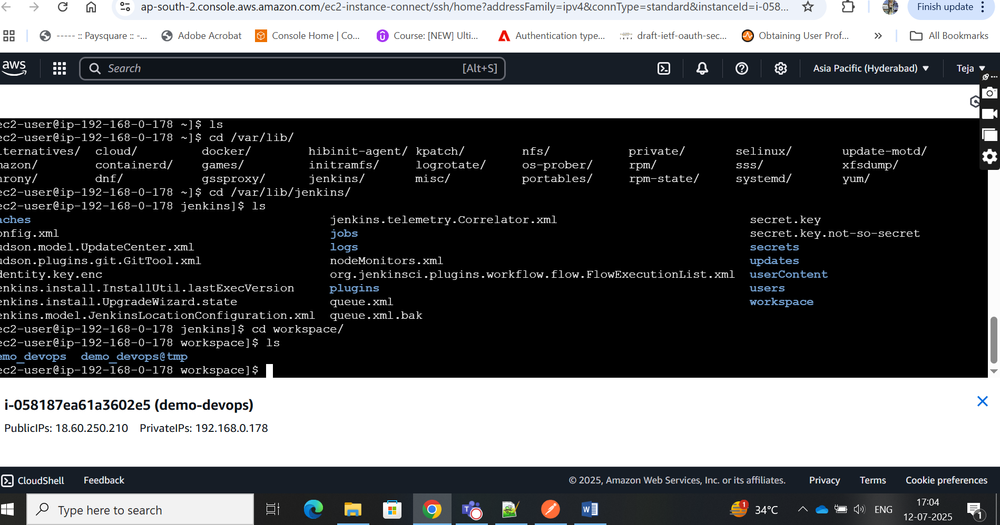 ap-south-2.console.aws.amazon.com/ec2-instance-connect/ssh/home?addressFamily=ipv4&connType=standard&instanceId=i-058...
Finish update
----- :: Paysquare :: -...
Adobe Acrobat
Console Home | Co...
Course: [NEW] Ulti...
Authentication type...
draft-ietf-oauth-sec...
Obtaining User Prof...
All Bookmarks
aws
Search [Alt+S]
Asia Pacific (Hyderabad)
Teja
ec2-user@ip-192-168-0-178 ~]$ ls
ec2-user@ip-192-168-0-178 ~]$ cd /var/lib/
lternatives/ cloud/ docker/ hibinit-agent/ kpatch/ nfs/ private/ selinux/ update-motd/
mazon/ containerd/ games/ initramfs/ logrotate/ os-prober/ rpm/ sss/ xfsdump/
hrony/ dnf/ gssproxy/ jenkins/ misc/ portables/ rpm-state/ systemd/ yum/
ec2-user@ip-192-168-0-178 ~]$ cd /var/lib/jenkins/
ec2-user@ip-192-168-0-178 jenkins]$ ls
aches jenkins.telemetry.Correlator.xml secret.key
onfig.xml jobs secret.key.not-so-secret
udson.model.UpdateCenter.xml logs secrets
udson.plugins.git.GitTool.xml nodeMonitors.xml updates
dentity.key.enc org.jenkinsci.plugins.workflow.flow.FlowExecutionList.xml userContent
enkins.install.InstallUtil.lastExecVersion plugins users
enkins.install.UpgradeWizard.state queue.xml workspace
enkins.model.JenkinsLocationConfiguration.xml queue.xml.bak
ec2-user@ip-192-168-0-178 jenkins]$ cd workspace/
ec2-user@ip-192-168-0-178 workspace]$ ls
emo_devops demo_devops@tmp
ec2-user@ip-192-168-0-178 workspace]$
i-058187ea61a3602e5 (demo-devops)
PublicIPs: 18.60.250.210 PrivateIPs: 192.168.0.178
CloudShell Feedback © 2025, Amazon Web Services, Inc. or its affiliates. Privacy Terms Cookie preferences
Type here to search
1
34°C
ENG
17:04
12-07-2025
1